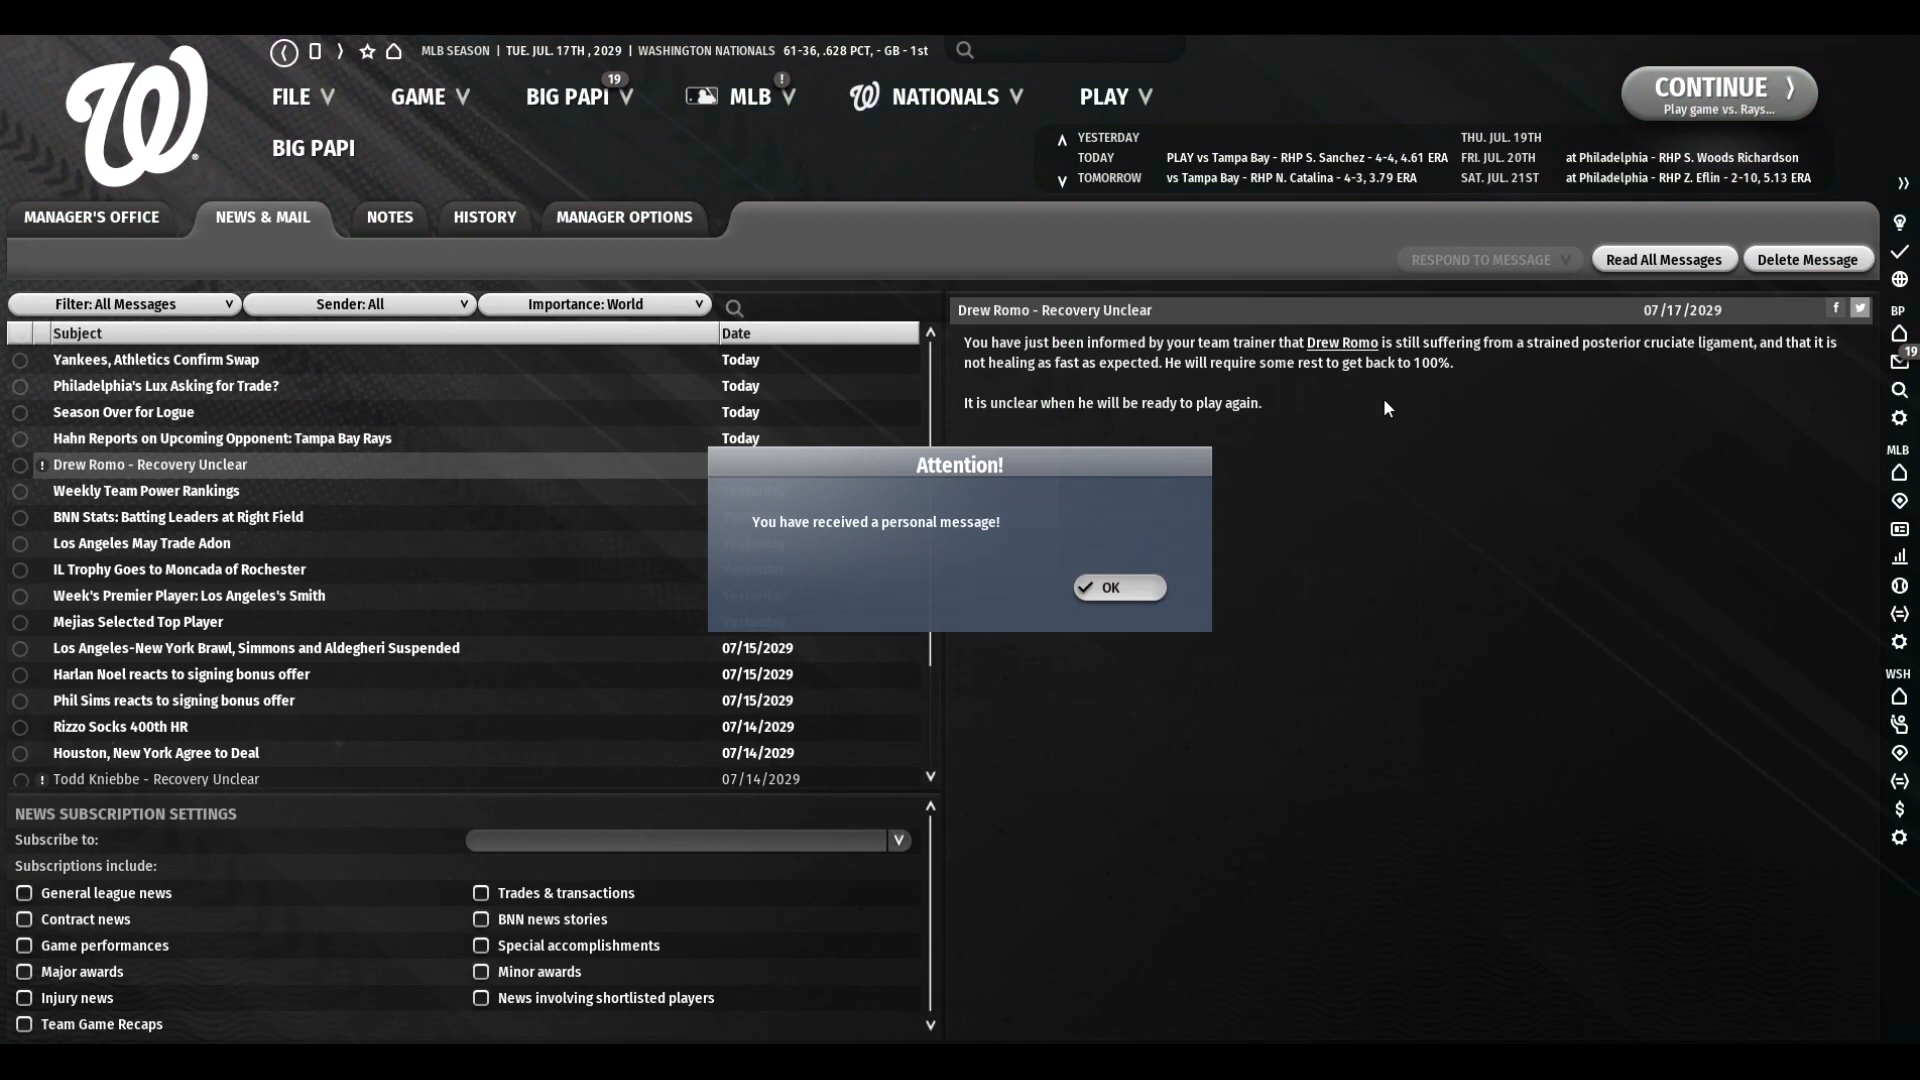 MLB SEASON | TUE. JUL. 17TH , 2029 | WASHINGTON NATIONALS 61-36, .628 PCT, - GB - 1st
FILE GAME BIG PAPI 19 MLB ! NATIONALS PLAY
CONTINUE
Play game vs. Rays...
BIG PAPI
YESTERDAY THU. JUL. 19TH
TODAY PLAY vs Tampa Bay - RHP S. Sanchez - 4-4, 4.61 ERA FRI. JUL. 20TH at Philadelphia - RHP S. Woods Richardson
TOMORROW vs Tampa Bay - RHP N. Catalina - 4-3, 3.79 ERA SAT. JUL. 21ST at Philadelphia - RHP Z. Eflin - 2-10, 5.13 ERA
MANAGER'S OFFICE NEWS & MAIL NOTES HISTORY MANAGER OPTIONS
RESPOND TO MESSAGE Read All Messages Delete Message
Filter: All Messages Sender: All Importance: World
Subject Date
Yankees, Athletics Confirm Swap Today
Philadelphia's Lux Asking for Trade? Today
Season Over for Logue Today
Hahn Reports on Upcoming Opponent: Tampa Bay Rays Today
! Drew Romo - Recovery Unclear
Weekly Team Power Rankings
BNN Stats: Batting Leaders at Right Field
Los Angeles May Trade Adon
IL Trophy Goes to Moncada of Rochester
Week's Premier Player: Los Angeles's Smith
Mejias Selected Top Player
Los Angeles-New York Brawl, Simmons and Aldegheri Suspended 07/15/2029
Harlan Noel reacts to signing bonus offer 07/15/2029
Phil Sims reacts to signing bonus offer 07/15/2029
Rizzo Socks 400th HR 07/14/2029
Houston, New York Agree to Deal 07/14/2029
! Todd Kniebbe - Recovery Unclear 07/14/2029
Drew Romo - Recovery Unclear 07/17/2029
You have just been informed by your team trainer that Drew Romo is still suffering from a strained posterior cruciate ligament, and that it is
not healing as fast as expected. He will require some rest to get back to 100%.
It is unclear when he will be ready to play again.
Attention!
You have received a personal message!
OK
NEWS SUBSCRIPTION SETTINGS
Subscribe to:
Subscriptions include:
General league news Trades & transactions
Contract news BNN news stories
Game performances Special accomplishments
Major awards Minor awards
Injury news News involving shortlisted players
Team Game Recaps
BP
19
MLB
WSH